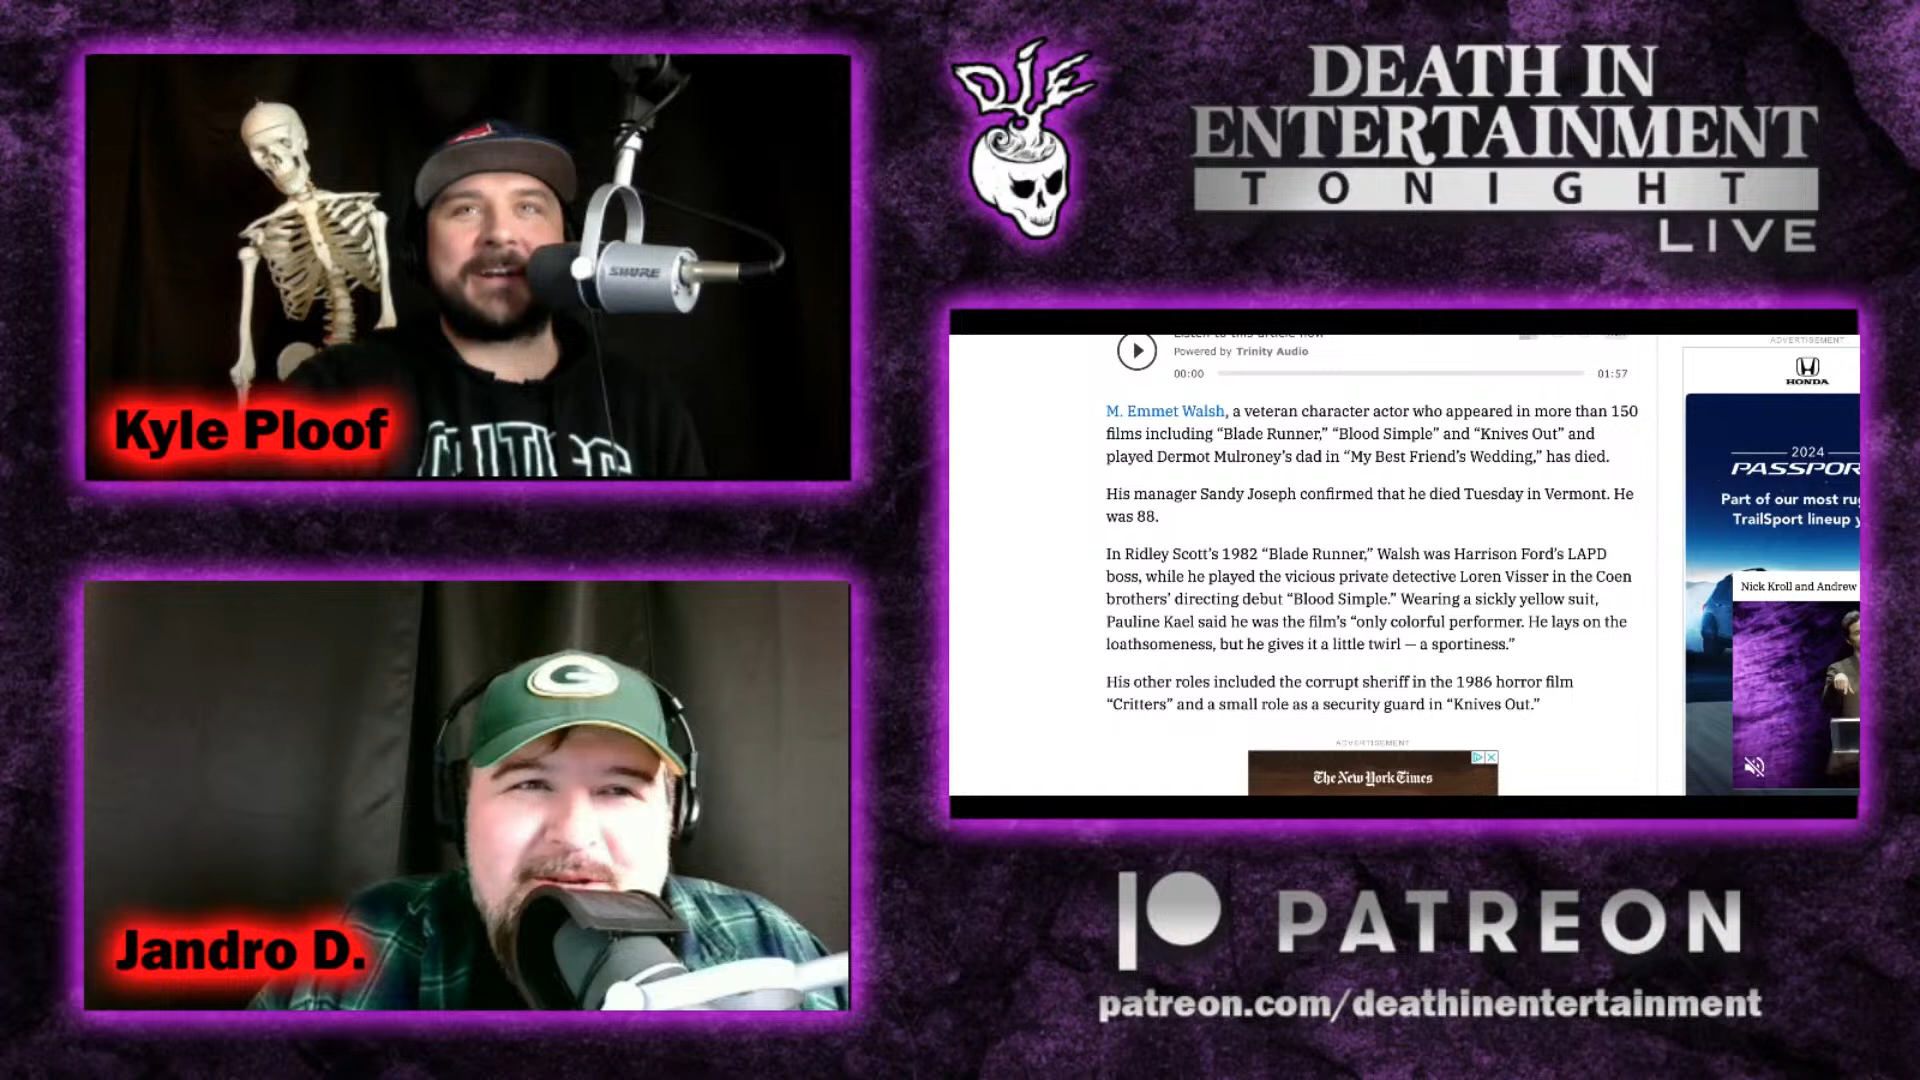 DIE
DEATH IN
ENTERTAINMENT
TONIGHT
LIVE
SHURE
Kyle Ploof
Listen to this article now
Powered by Trinity Audio
00:00
01:57
M. Emmet Walsh, a veteran character actor who appeared in more than 150
films including “Blade Runner,” “Blood Simple” and “Knives Out” and
played Dermot Mulroney’s dad in “My Best Friend’s Wedding,” has died.
His manager Sandy Joseph confirmed that he died Tuesday in Vermont. He
was 88.
In Ridley Scott’s 1982 “Blade Runner,” Walsh was Harrison Ford’s LAPD
boss, while he played the vicious private detective Loren Visser in the Coen
brothers’ directing debut “Blood Simple.” Wearing a sickly yellow suit,
Pauline Kael said he was the film’s “only colorful performer. He lays on the
loathsomeness, but he gives it a little twirl — a sportiness.”
His other roles included the corrupt sheriff in the 1986 horror film
“Critters” and a small role as a security guard in “Knives Out.”
ADVERTISEMENT
The New York Times
ADVERTISEMENT
HONDA
2024
PASSPOR
Part of our most ru
TrailSport lineup
Nick Kroll and Andrew
G
Jandro D.
PATREON
patreon.com/deathinentertainment